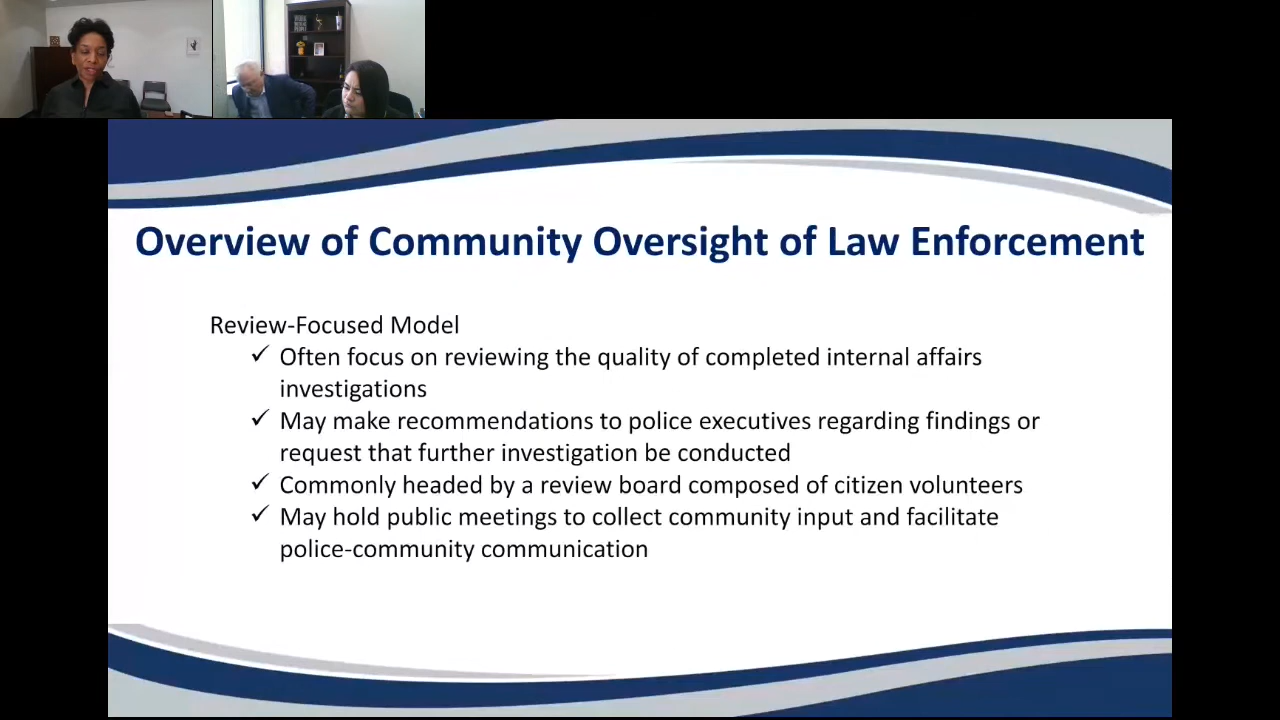 Overview of Community Oversight of Law Enforcement
Review-Focused Model
✓ Often focus on reviewing the quality of completed internal affairs
investigations
✓ May make recommendations to police executives regarding findings or
request that further investigation be conducted
✓ Commonly headed by a review board composed of citizen volunteers
✓ May hold public meetings to collect community input and facilitate
police-community communication